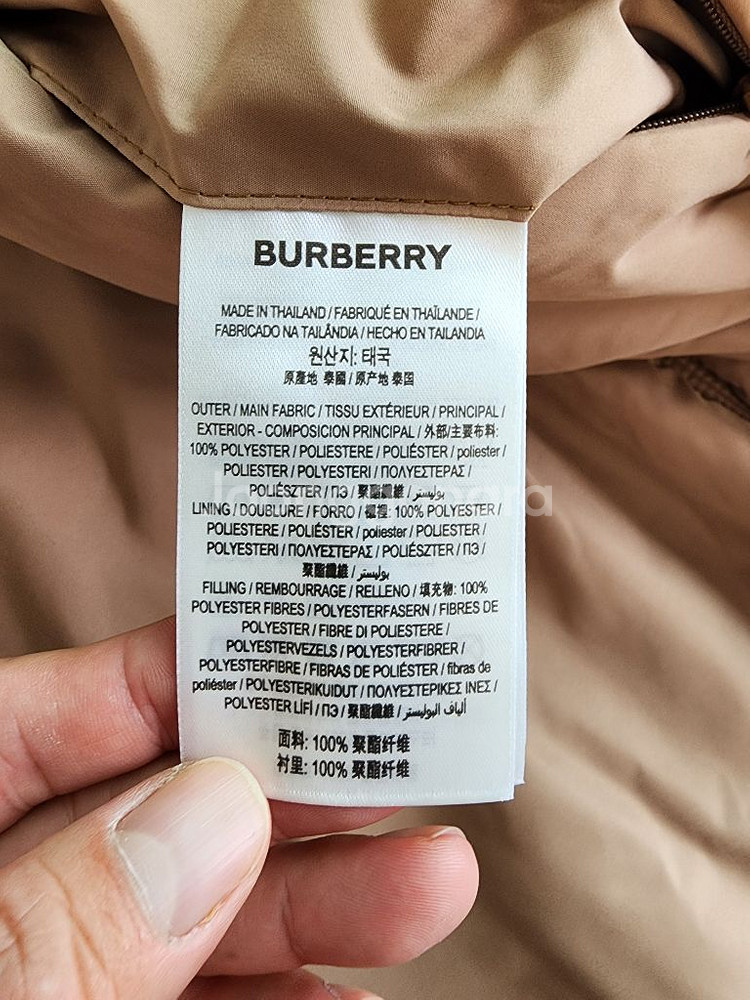 BURBERRY
MADE IN THAILAND / FABRIQUÉ EN THAÏLANDE /
FABRICADO NA TAILÂNDIA / HECHO EN TAILANDIA
원산지: 태국
原產地 泰國 / 原产地 泰国
OUTER / MAIN FABRIC / TISSU EXTÉRIEUR / PRINCIPAL /
EXTERIOR - COMPOSICION PRINCIPAL / 外部/主要布料:
100% POLYESTER / POLIESTERE / POLIÉSTER / poliester /
POLIESTER / POLYESTERI / ΠΟΛΥΕΣΤΕΡΑΣ /
POLIÉSZTER / ПЭ / 聚酯纖維 / بوليستر
LINING / DOUBLURE / FORRO / 襯裡: 100% POLYESTER /
POLIESTERE / POLIÉSTER / poliester / POLIESTER /
POLYESTERI / ΠΟΛΥΕΣΤΕΡΑΣ / POLIÉSZTER / ПЭ /
聚酯纖維 / بوليستر
FILLING / REMBOURRAGE / RELLENO / 填充物: 100%
POLYESTER FIBRES / POLYESTERFASERN / FIBRES DE
POLYESTER / FIBRE DI POLIESTERE /
POLYESTERVEZELS / POLYESTERFIBRER /
POLYESTERFIBRE / FIBRAS DE POLIÉSTER / fibras de
poliéster / POLYESTERIKUIDUT / ΠΟΛΥΕΣΤΕΡΙΚΕΣ ΙΝΕΣ /
POLYESTER LİFİ / ПЭ / 聚酯纖維 / ألياف البوليستر
面料: 100% 聚酯纤维
衬里: 100% 聚酯纤维